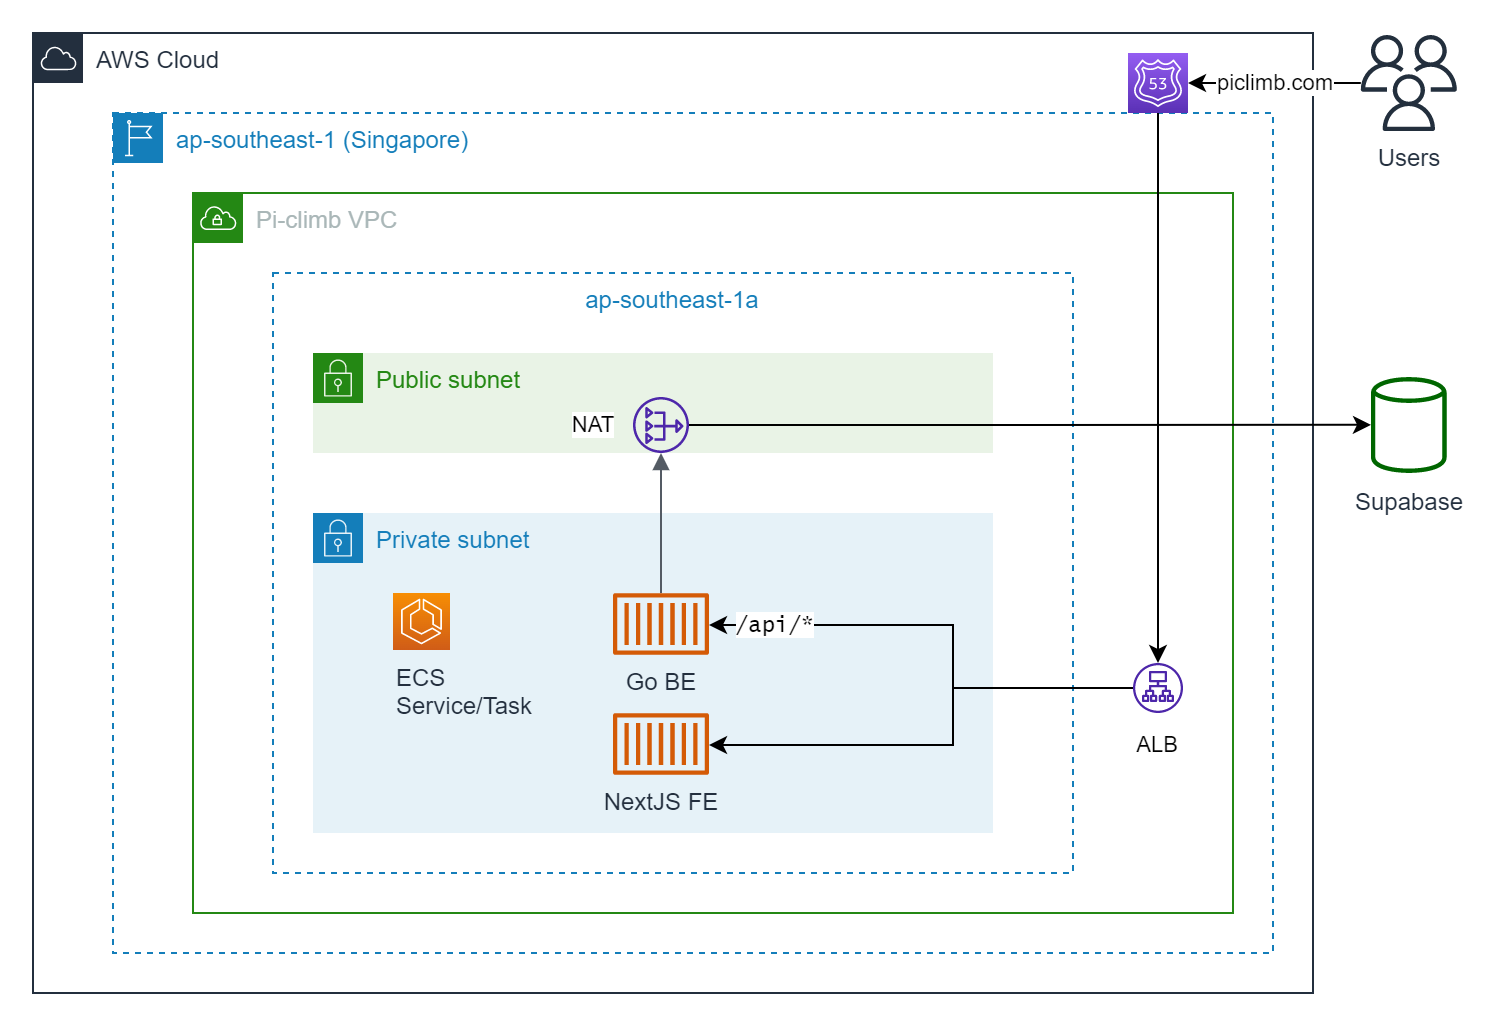 AWS Cloud
53
piclimb.com
Users
ap-southeast-1 (Singapore)
Pi-climb VPC
ap-southeast-1a
Public subnet
NAT
Supabase
Private subnet
/api/*
ECS
Service/Task
Go BE
ALB
NextJS FE